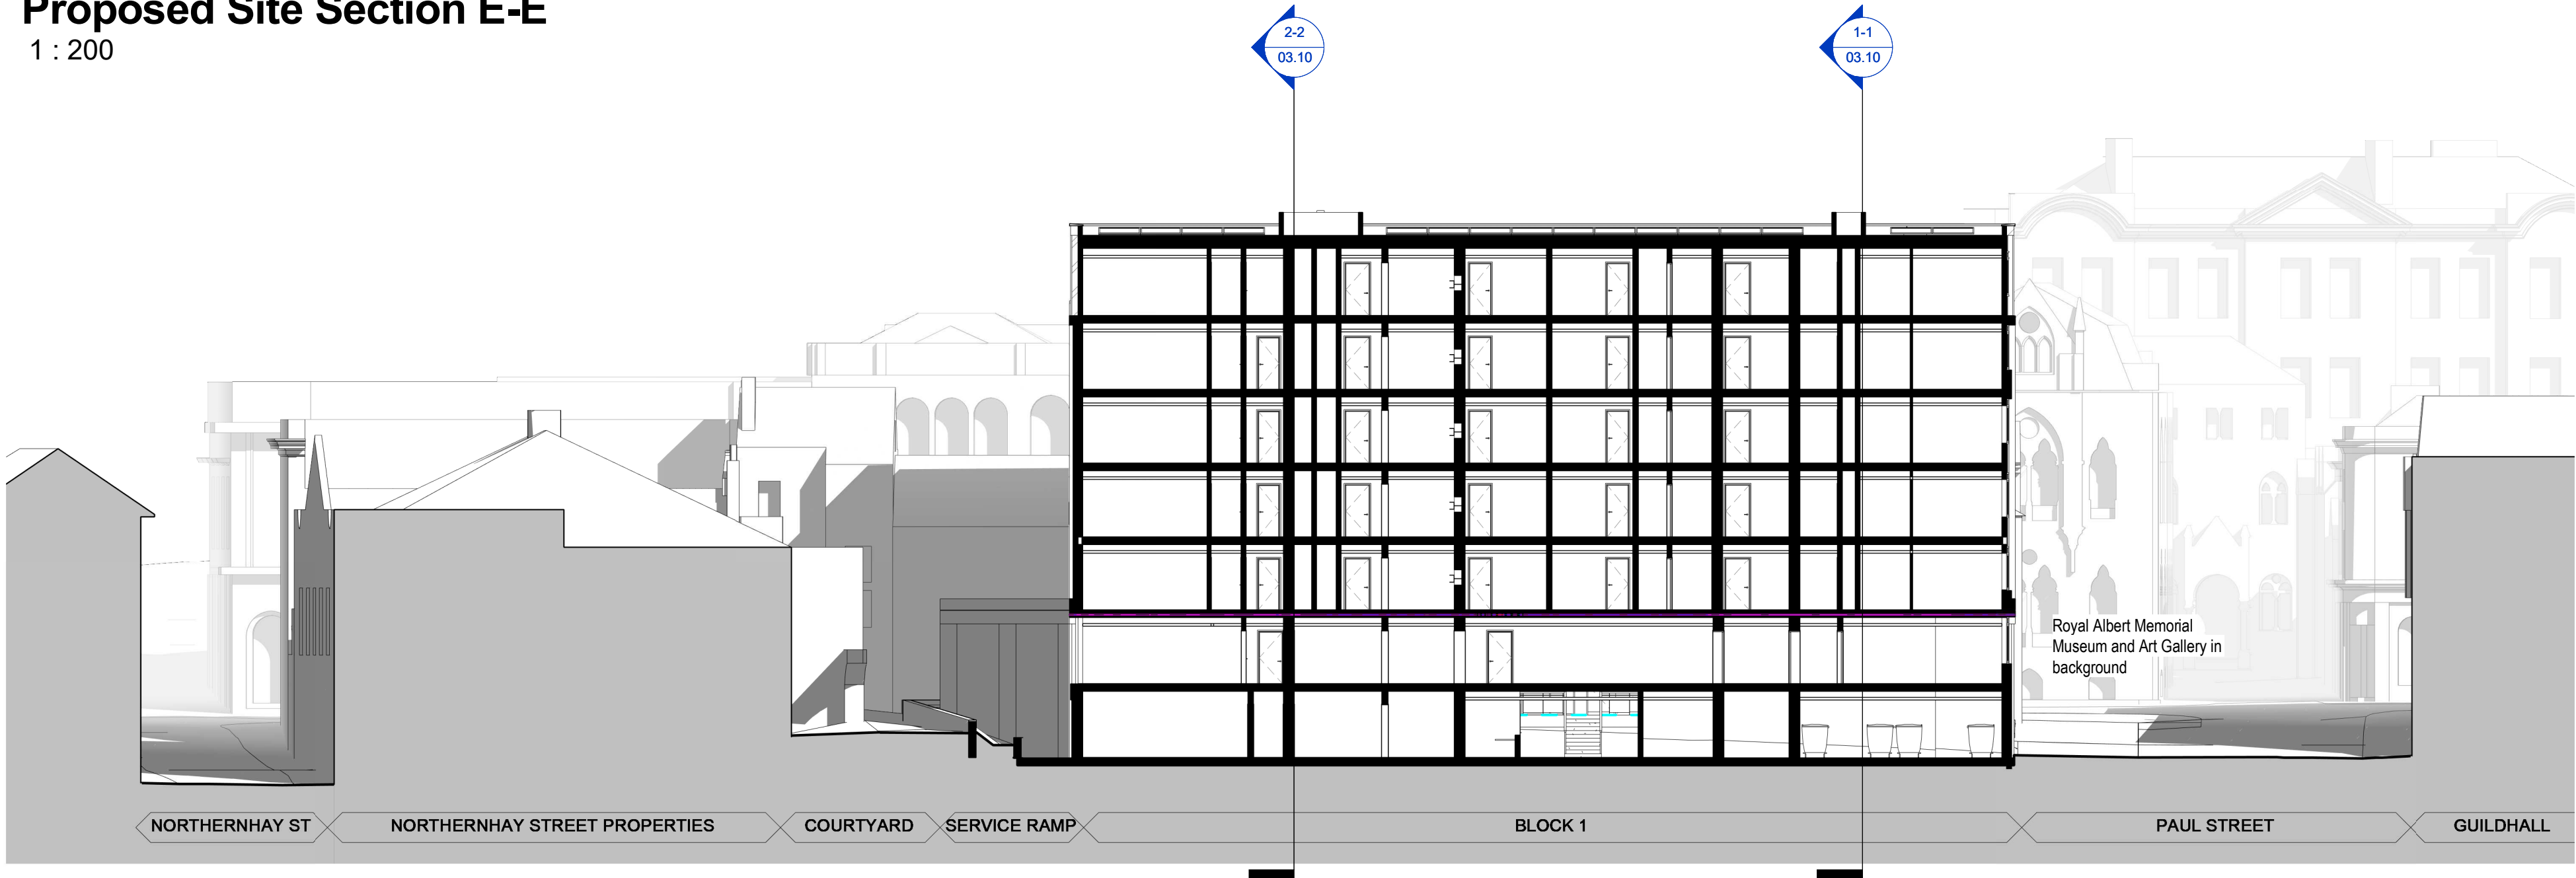 Proposed Site Section E-E
1 : 200
2-2
03.10
1-1
03.10
Royal Albert Memorial
Museum and Art Gallery in
background
NORTHERNHAY ST
NORTHERNHAY STREET PROPERTIES
COURTYARD
SERVICE RAMP
BLOCK 1
PAUL STREET
GUILDHALL